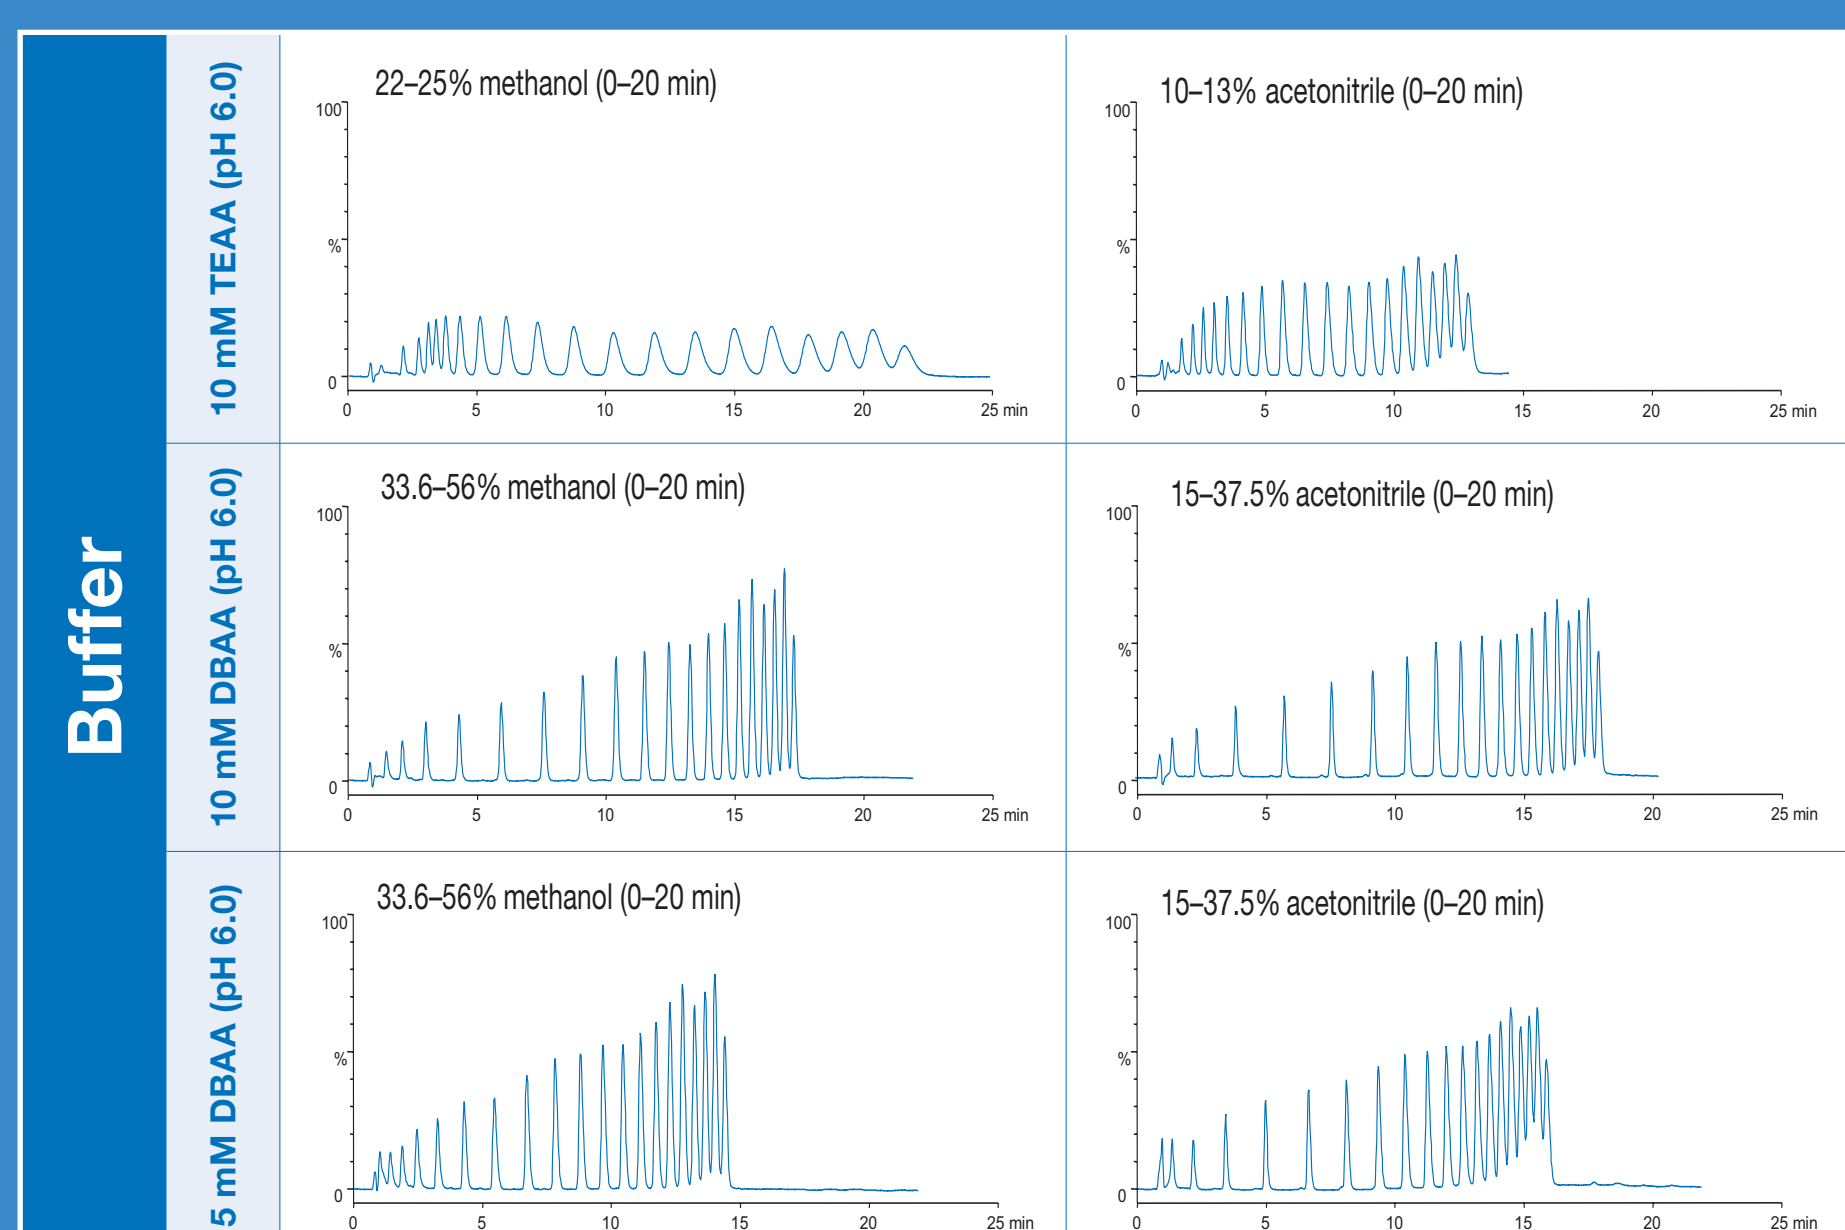 Buffer
10 mM TEAA (pH 6.0)
22–25% methanol (0–20 min)
100
%
0
0 5 10 15 20 25 min
10–13% acetonitrile (0–20 min)
100
%
0
0 5 10 15 20 25 min
10 mM DBAA (pH 6.0)
33.6–56% methanol (0–20 min)
100
%
0
0 5 10 15 20 25 min
15–37.5% acetonitrile (0–20 min)
100
%
0
0 5 10 15 20 25 min
5 mM DBAA (pH 6.0)
33.6–56% methanol (0–20 min)
100
%
0
0 5 10 15 20 25 min
15–37.5% acetonitrile (0–20 min)
100
%
0
0 5 10 15 20 25 min